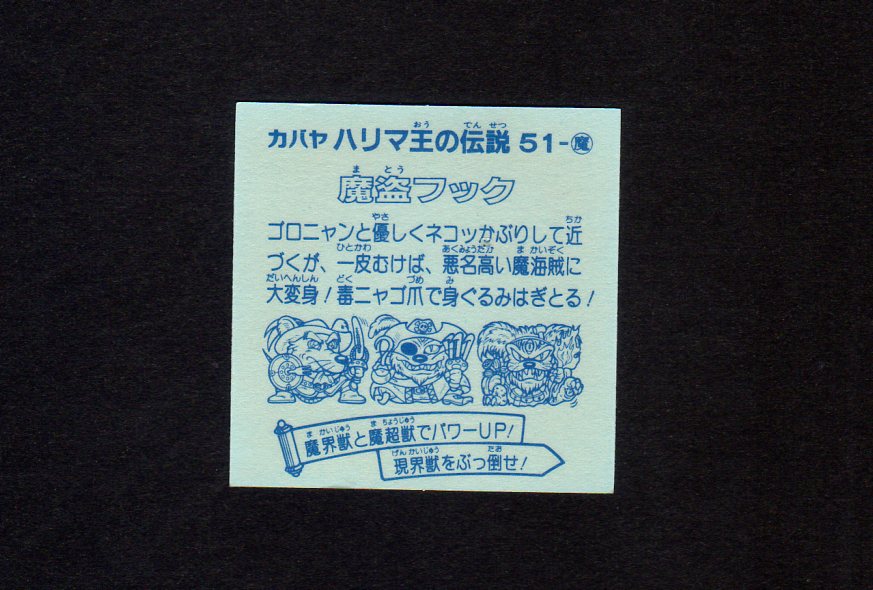 カバヤ ハリマ王の伝説 51-魔
魔盗フック
ゴロニャンと優しくネコッかぶりして近
づくが、一皮むけば、悪名高い魔海賊に
大変身！毒ニャゴ爪で身ぐるみはぎとる！
魔界獣と魔超獣でパワーUP！
現界獣をぶっ倒せ！